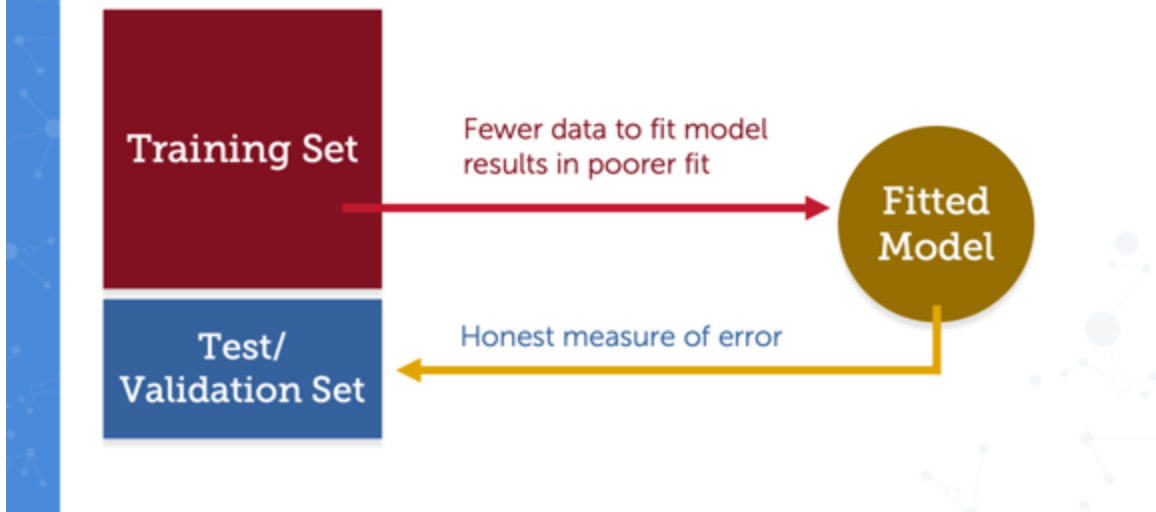 Training Set
Fewer data to fit model
results in poorer fit
Fitted
Model
Test/
Validation Set
Honest measure of error